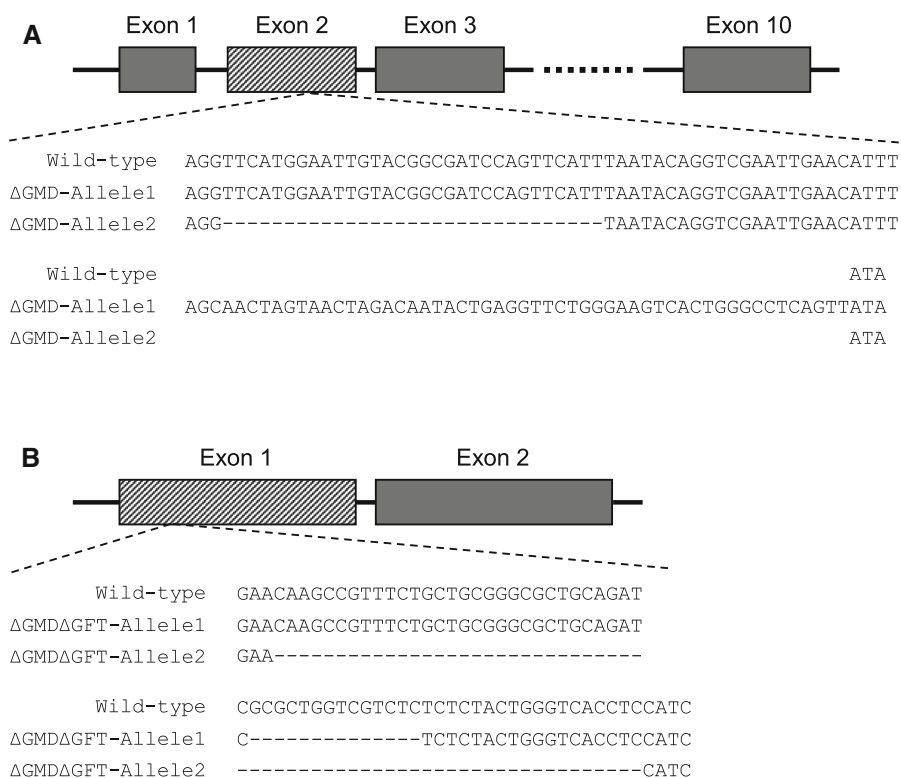 A
Exon 1 Exon 2 Exon 3 Exon 10
Wild-type AGGTTCATGGAATTGTACGGCGATCCAGTTCATTTAATACAGGTCGAATTGAACATTT
ΔGMD-Allele1 AGGTTCATGGAATTGTACGGCGATCCAGTTCATTTAATACAGGTCGAATTGAACATTT
ΔGMD-Allele2 AGG-------------------------------TAATACAGGTCGAATTGAACATTT
Wild-type ATA
ΔGMD-Allele1 AGCAACTAGTAACTAGACAATACTGAGGTTCTGGGAAGTCACTGGGCCTCAGTTATA
ΔGMD-Allele2 ATA
B
Exon 1 Exon 2
Wild-type GAACAAGCCGTTTCTGCTGCGGGCGCTGCAGAT
ΔGMDΔGFT-Allele1 GAACAAGCCGTTTCTGCTGCGGGCGCTGCAGAT
ΔGMDΔGFT-Allele2 GAA------------------------------
Wild-type CGCGCTGGTCGTCTCTCTCTACTGGGTCACCTCCATC
ΔGMDΔGFT-Allele1 C--------------TCTCTACTGGGTCACCTCCATC
ΔGMDΔGFT-Allele2 ---------------------------------CATC